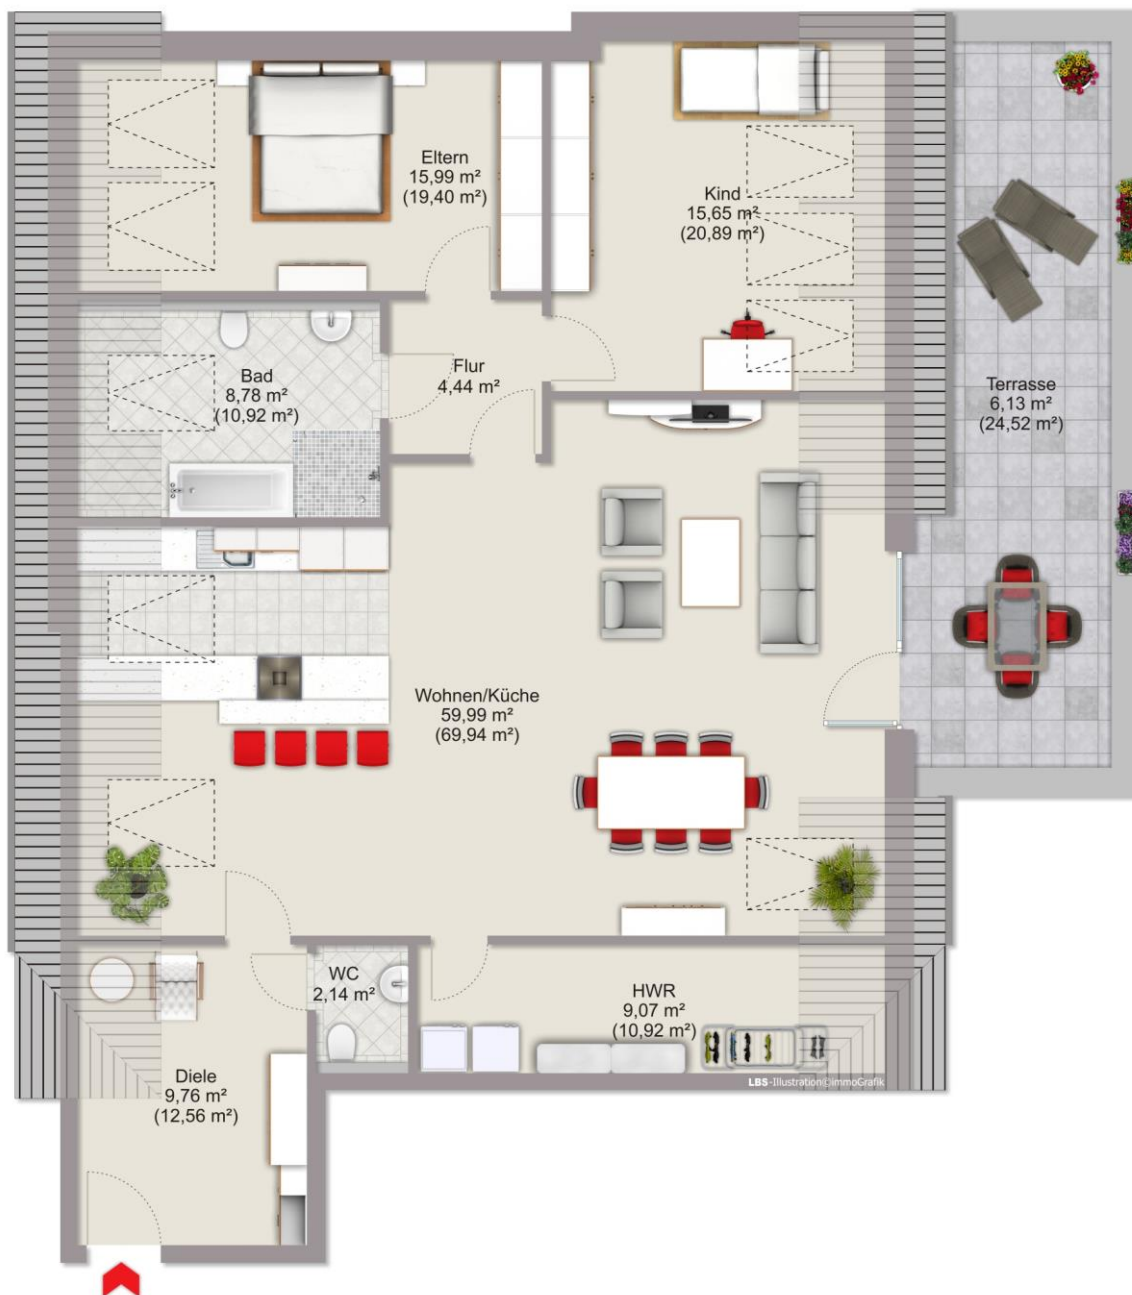 Eltern
15,99 m²
(19,40 m²)
Kind
15,65 m²
(20,89 m²)
Bad
8,78 m²
(10,92 m²)
Flur
4,44 m²
Terrasse
6,13 m²
(24,52 m²)
Wohnen/Küche
59,99 m²
(69,94 m²)
WC
2,14 m²
HWR
9,07 m²
(10,92 m²)
Diele
9,76 m²
(12,56 m²)
LBS-Illustration©immoGrafik